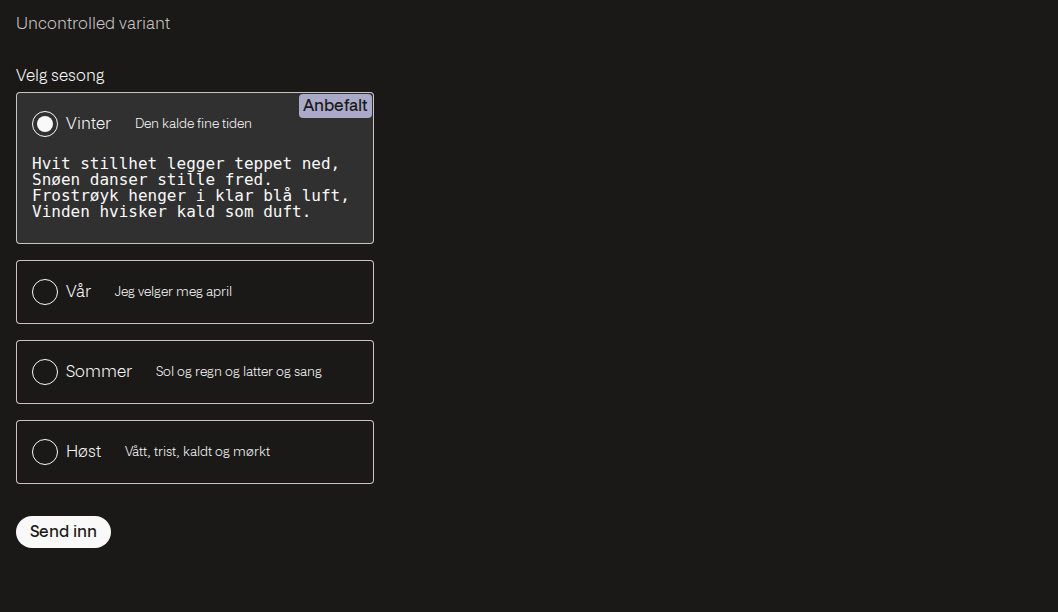 Uncontrolled variant
Velg sesong
Anbefalt
Vinter Den kalde fine tiden
Hvit stillhet legger teppet ned,
Snøen danser stille fred.
Frostrøyk henger i klar blå luft,
Vinden hvisker kald som duft.
Vår Jeg velger meg april
Sommer Sol og regn og latter og sang
Høst Vått, trist, kaldt og mørkt
Send inn